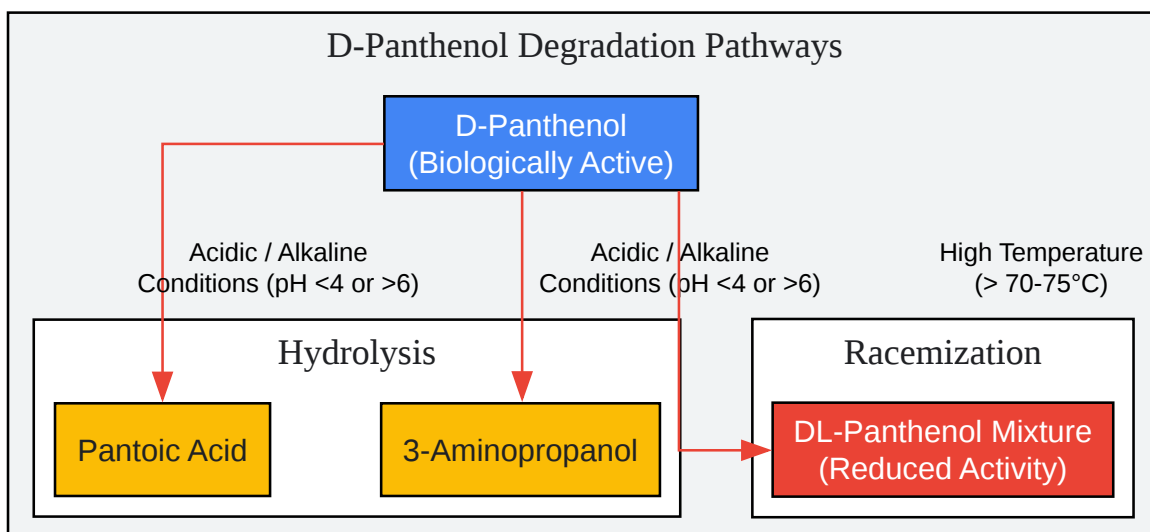 D-Panthenol Degradation Pathways
D-Panthenol
(Biologically Active)
Acidic / Alkaline
Conditions (pH <4 or >6)
Acidic / Alkaline
Conditions (pH <4 or >6)
High Temperature
(> 70-75°C)
Hydrolysis
Racemization
Pantoic Acid
3-Aminopropanol
DL-Panthenol Mixture
(Reduced Activity)